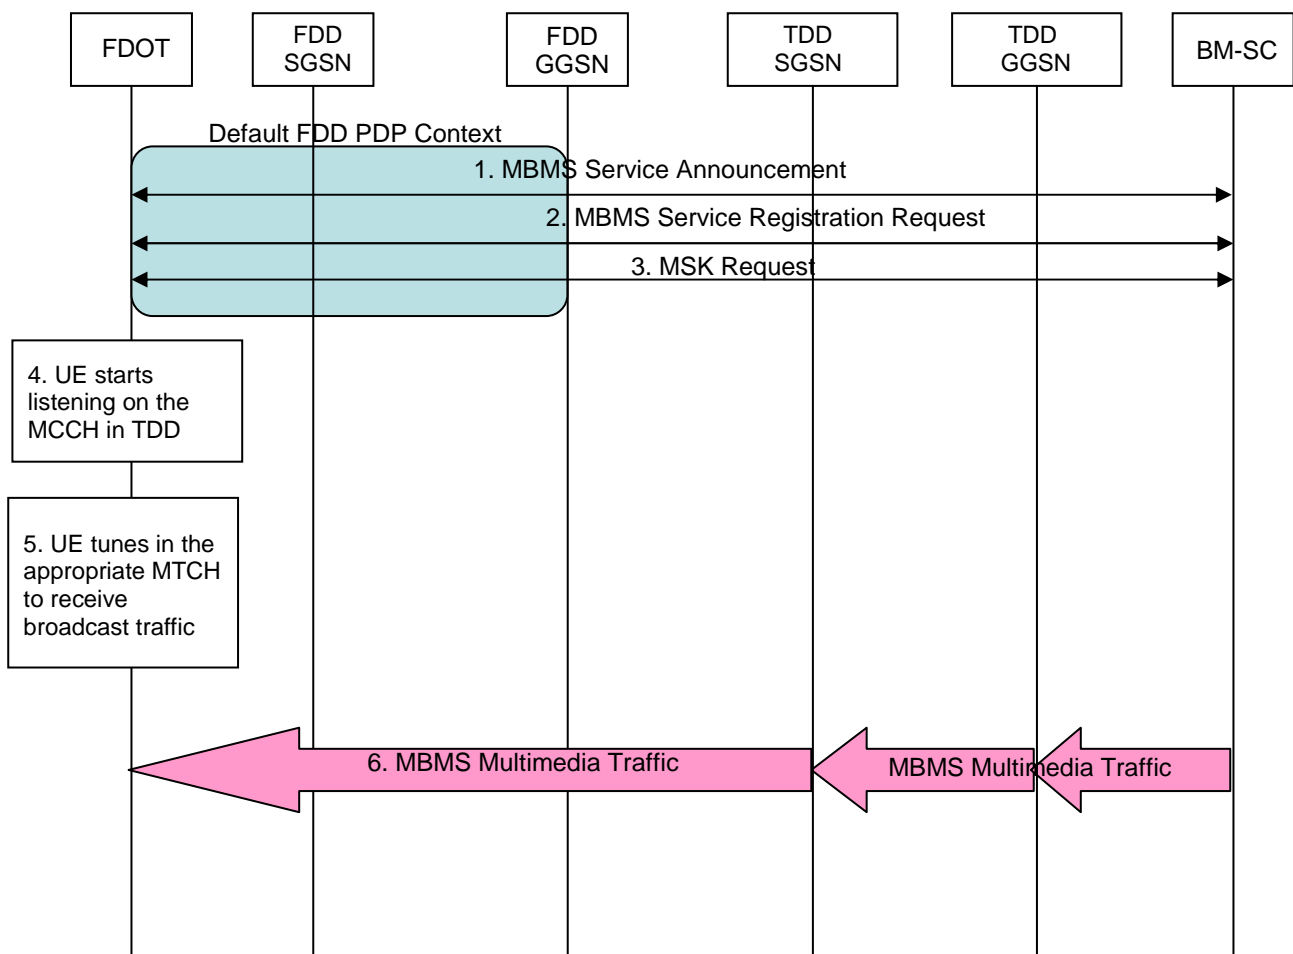 FDOT
FDD
SGSN
FDD
GGSN
TDD
SGSN
TDD
GGSN
BM-SC
Default FDD PDP Context
1. MBMS Service Announcement
2. MBMS Service Registration Request
3. MSK Request
4. UE starts
listening on the
MCCH in TDD
5. UE tunes in the
appropriate MTCH
to receive
broadcast traffic
6. MBMS Multimedia Traffic
MBMS Multimedia Traffic